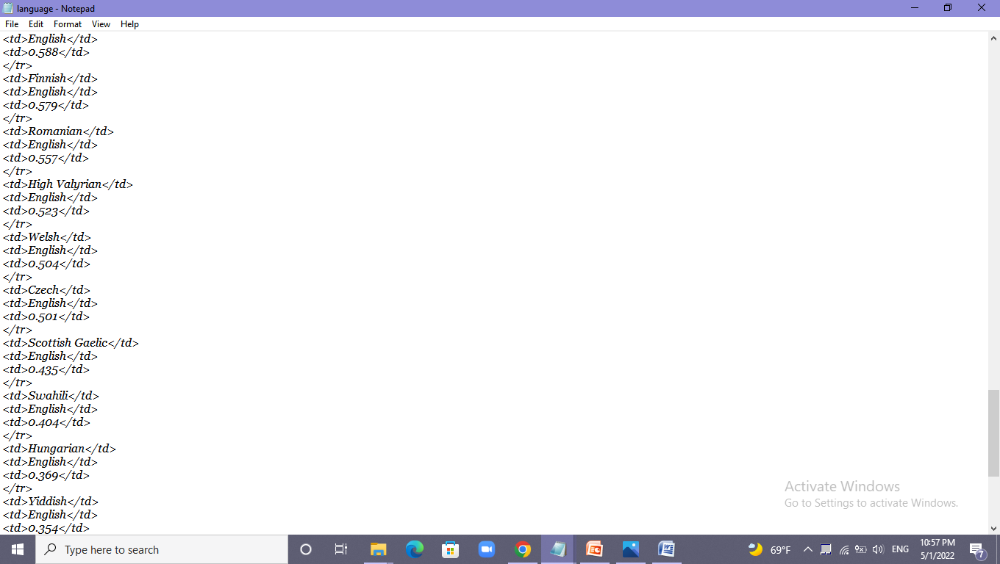 language - Notepad
File Edit Format View Help
<td>English</td>
<td>0.588</td>
</tr>
<td>Finnish</td>
<td>English</td>
<td>0.579</td>
</tr>
<td>Romanian</td>
<td>English</td>
<td>0.557</td>
</tr>
<td>High Valyrian</td>
<td>English</td>
<td>0.523</td>
</tr>
<td>Welsh</td>
<td>English</td>
<td>0.504</td>
</tr>
<td>Czech</td>
<td>English</td>
<td>0.501</td>
</tr>
<td>Scottish Gaelic</td>
<td>English</td>
<td>0.435</td>
</tr>
<td>Swahili</td>
<td>English</td>
<td>0.404</td>
</tr>
<td>Hungarian</td>
<td>English</td>
<td>0.369</td>
</tr>
<td>Yiddish</td>
<td>English</td>
<td>0.354</td>
Activate Windows
Go to Settings to activate Windows.
Type here to search
69°F
ENG
10:57 PM
5/1/2022
7